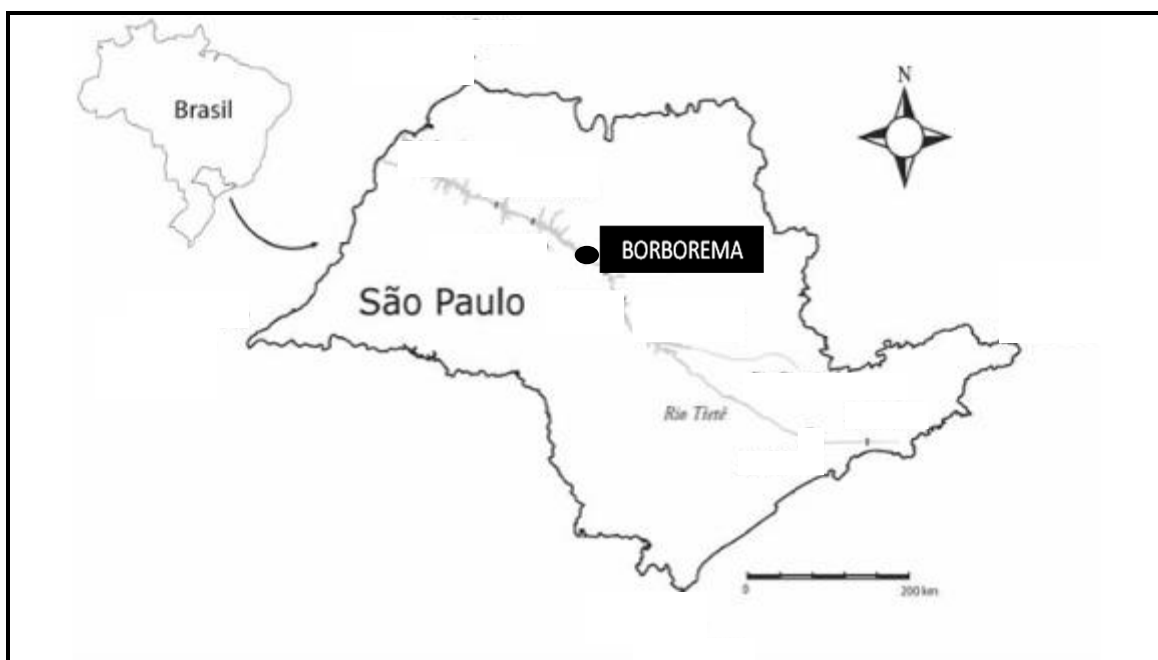 Brasil
N
BORBOREMA
São Paulo
Rio Tietê
0
200 km